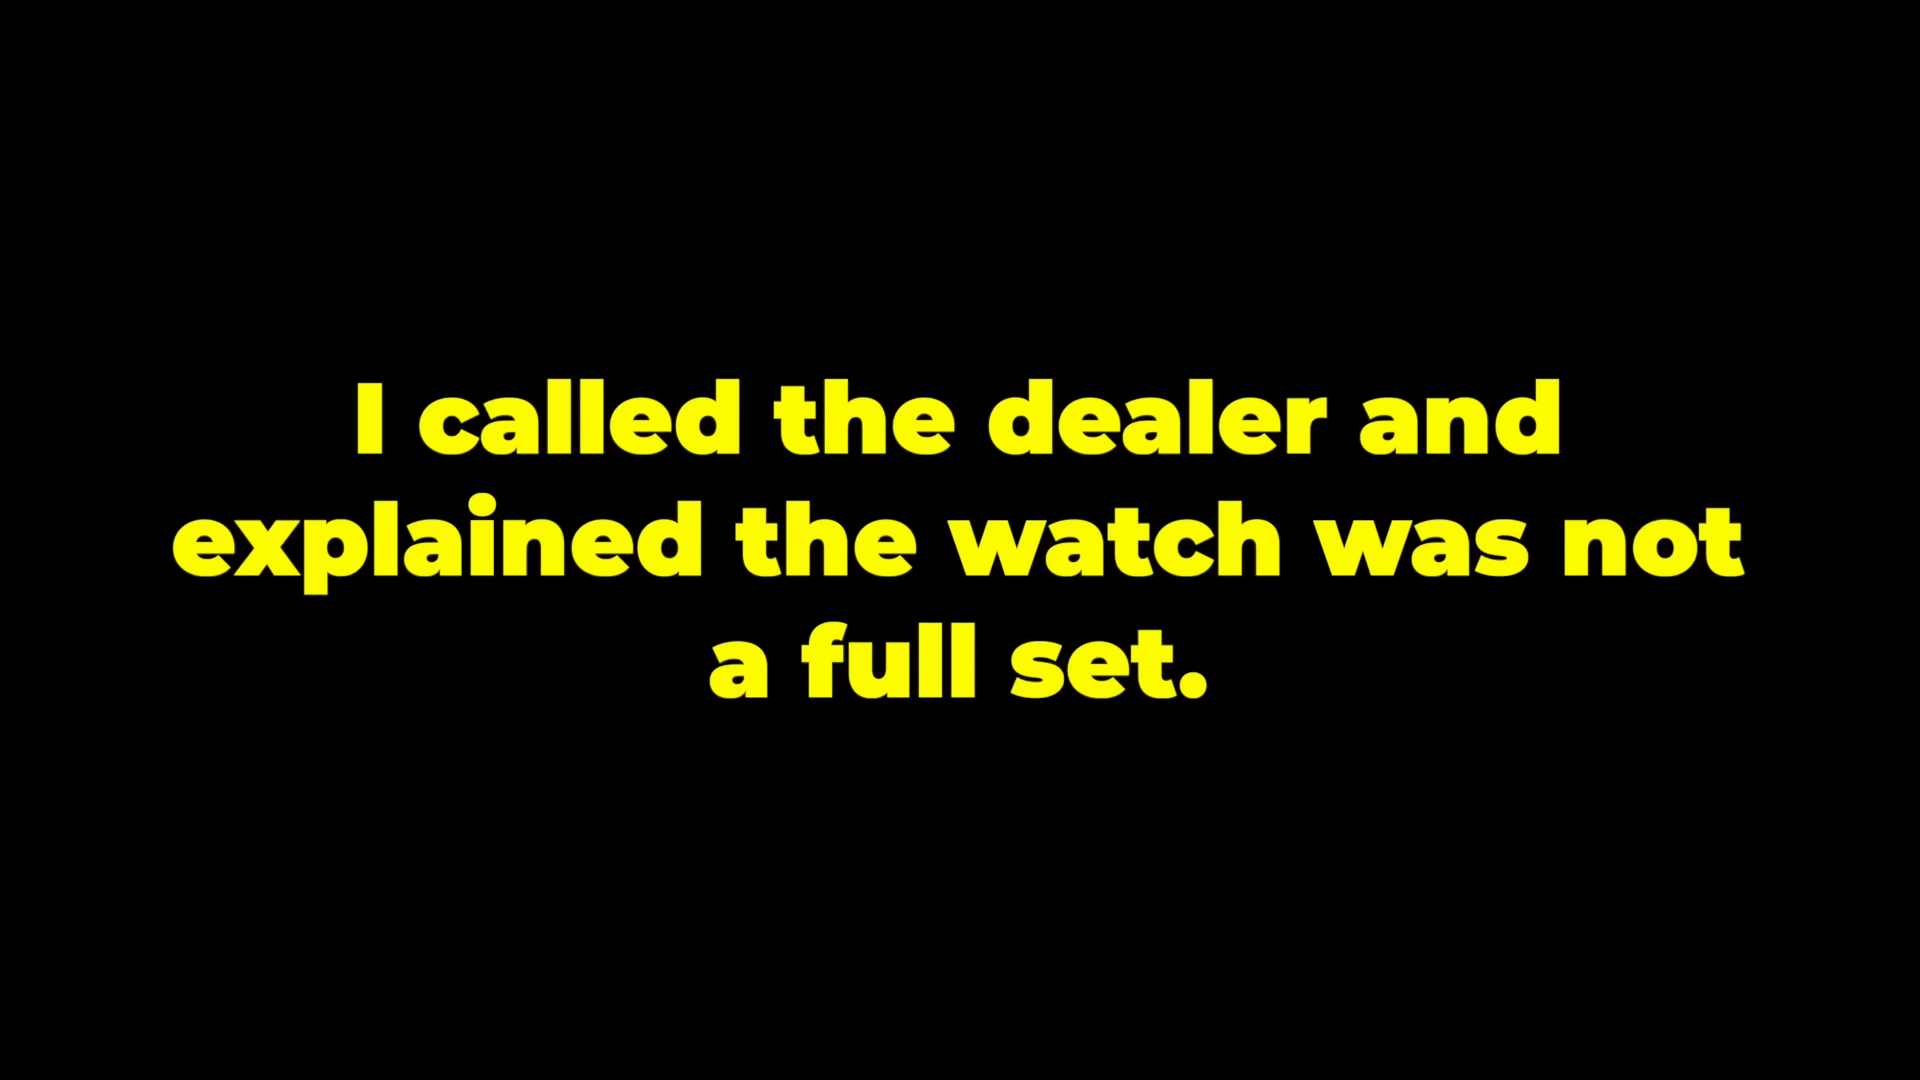 I called the dealer and
explained the watch was not
a full set.